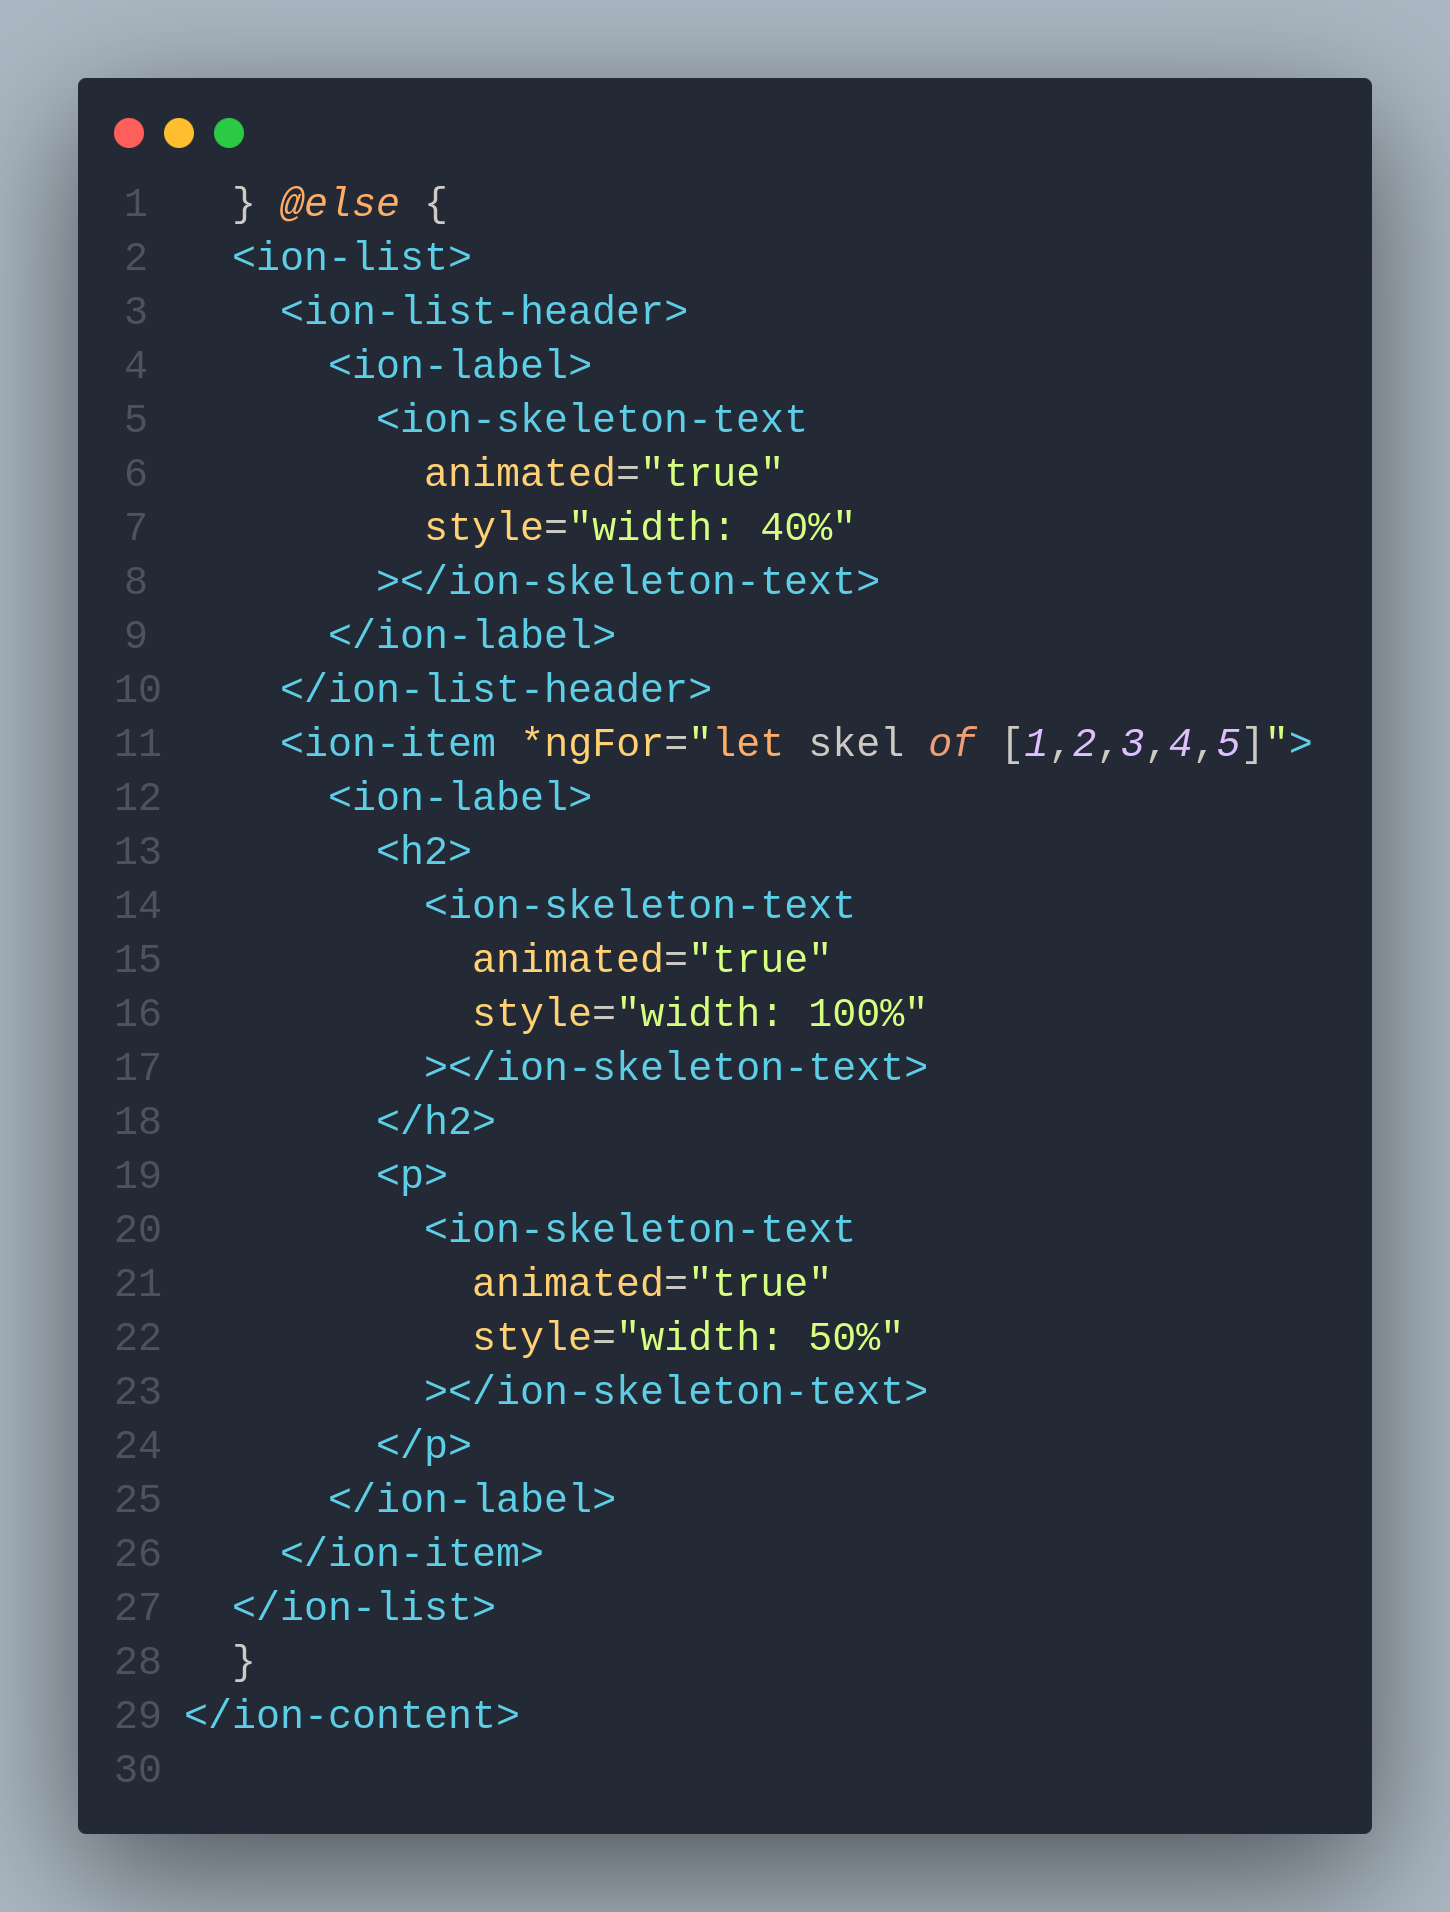 1   } @else {
2   <ion-list>
3     <ion-list-header>
4       <ion-label>
5         <ion-skeleton-text
6           animated="true"
7           style="width: 40%"
8         ></ion-skeleton-text>
9       </ion-label>
10     </ion-list-header>
11     <ion-item *ngFor="let skel of [1,2,3,4,5]">
12       <ion-label>
13         <h2>
14           <ion-skeleton-text
15             animated="true"
16             style="width: 100%"
17           ></ion-skeleton-text>
18         </h2>
19         <p>
20           <ion-skeleton-text
21             animated="true"
22             style="width: 50%"
23           ></ion-skeleton-text>
24         </p>
25       </ion-label>
26     </ion-item>
27   </ion-list>
28   }
29 </ion-content>
30